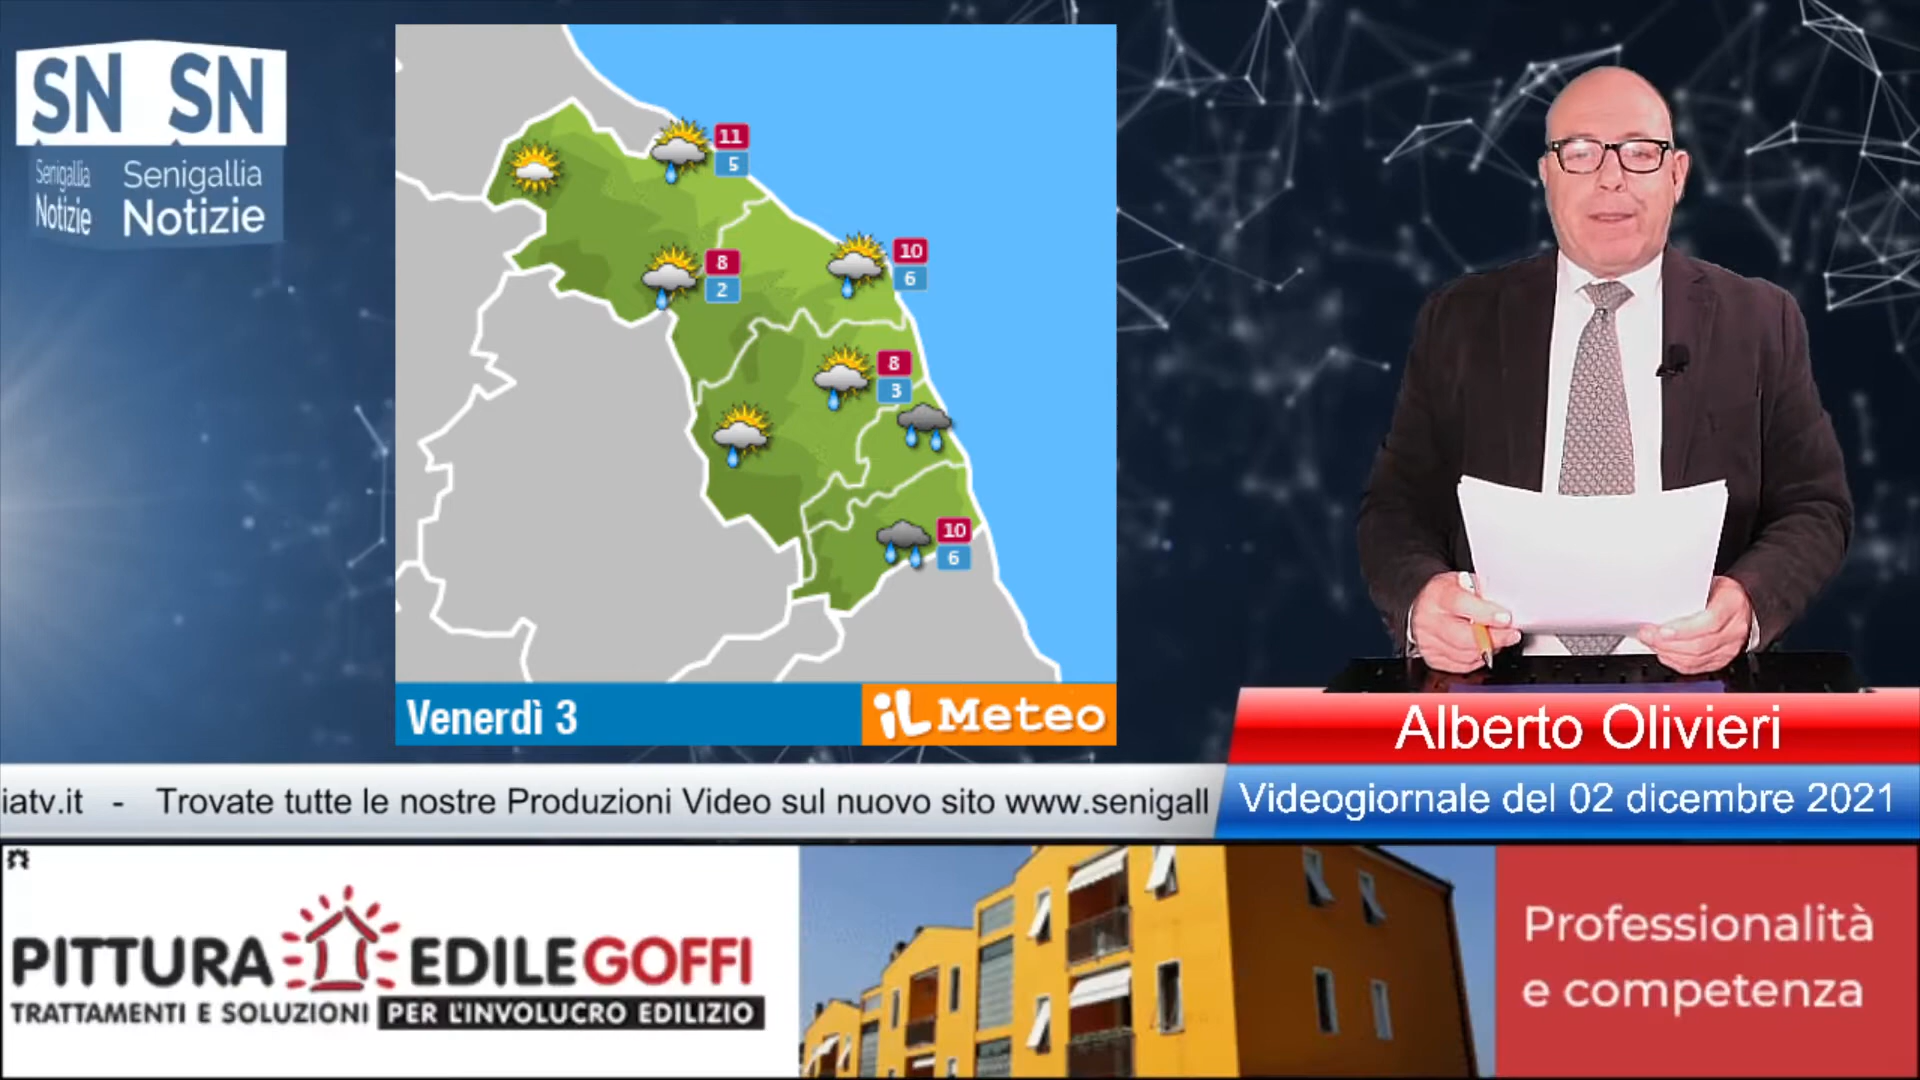 SN SN
Senigallia Senigallia
Notizie Notizie
11
5
8
2
10
6
8
3
10
6
Venerdì 3
iL Meteo
Alberto Olivieri
Videogiornale del 02 dicembre 2021
iatv.it - Trovate tutte le nostre Produzioni Video sul nuovo sito www.senigall
PITTURA EDILEGOFFI
TRATTAMENTI E SOLUZIONI PER L'INVOLUCRO EDILIZIO
Professionalità
e competenza